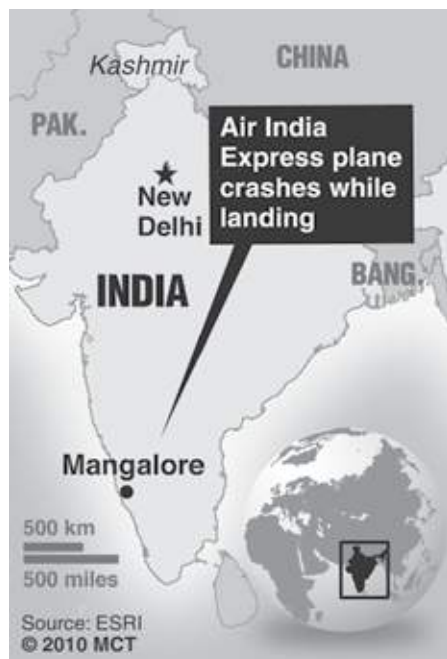 Kashmir
CHINA
PAK.
Air India
Express plane
crashes while
landing
New
Delhi
INDIA
BANG.
Mangalore
500 km
500 miles
Source: ESRI
© 2010 MCT